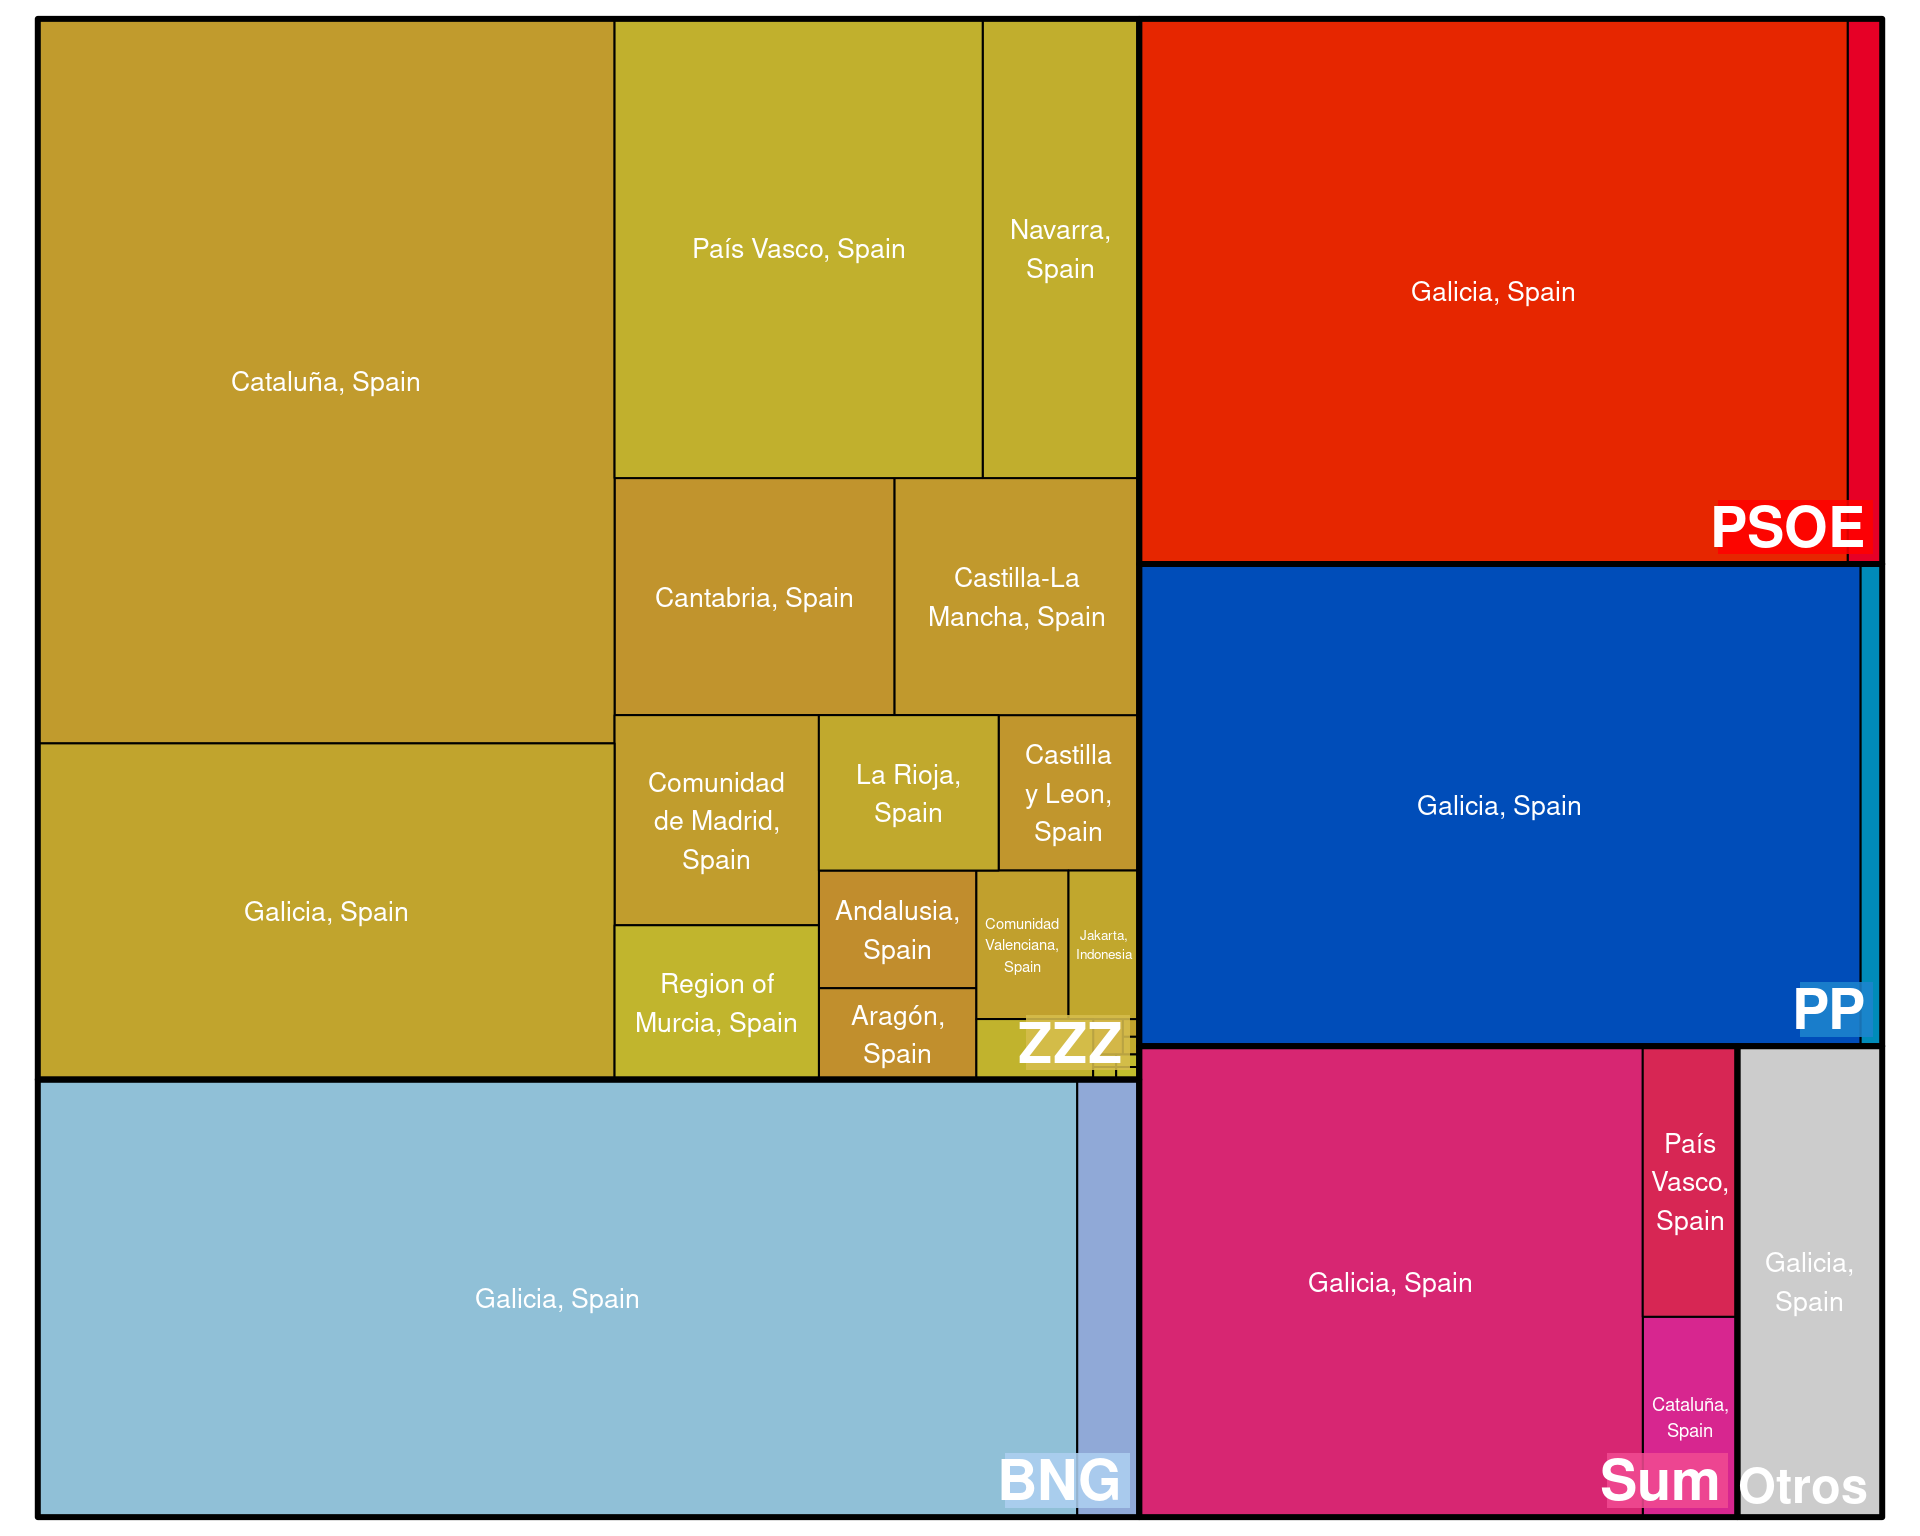 Cataluña, Spain
País Vasco, Spain
Navarra,
Spain
Cantabria, Spain
Castilla-La
Mancha, Spain
Galicia, Spain
Comunidad
de Madrid,
Spain
La Rioja,
Spain
Castilla
y Leon,
Spain
Region of
Murcia, Spain
Andalusia,
Spain
Aragón,
Spain
Comunidad
Valenciana,
Spain
Jakarta,
Indonesia
ZZZ
Galicia, Spain
BNG
Galicia, Spain
PSOE
Galicia, Spain
PP
Galicia, Spain
País
Vasco,
Spain
Cataluña,
Spain
Sum
Galicia,
Spain
Otros